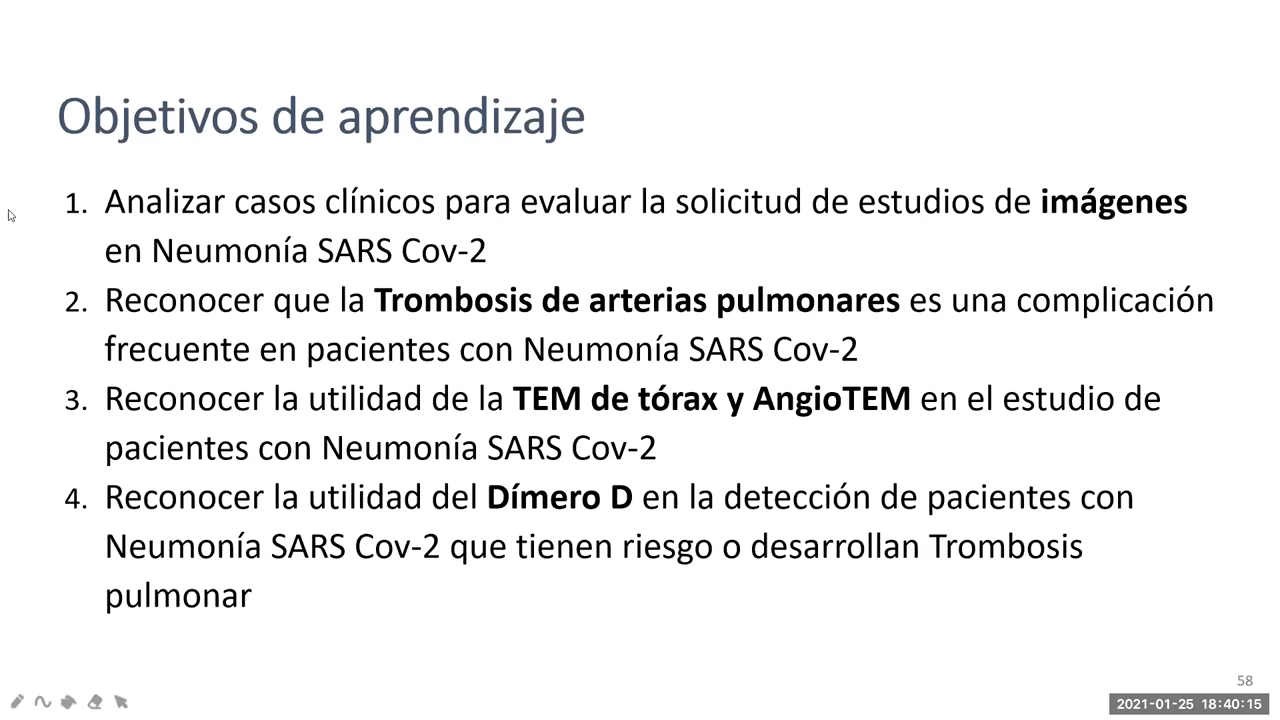 Objetivos de aprendizaje
1. Analizar casos clínicos para evaluar la solicitud de estudios de imágenes
en Neumonía SARS Cov-2
2. Reconocer que la Trombosis de arterias pulmonares es una complicación
frecuente en pacientes con Neumonía SARS Cov-2
3. Reconocer la utilidad de la TEM de tórax y AngioTEM en el estudio de
pacientes con Neumonía SARS Cov-2
4. Reconocer la utilidad del Dímero D en la detección de pacientes con
Neumonía SARS Cov-2 que tienen riesgo o desarrollan Trombosis
pulmonar
58
2021-01-25 18:40:15